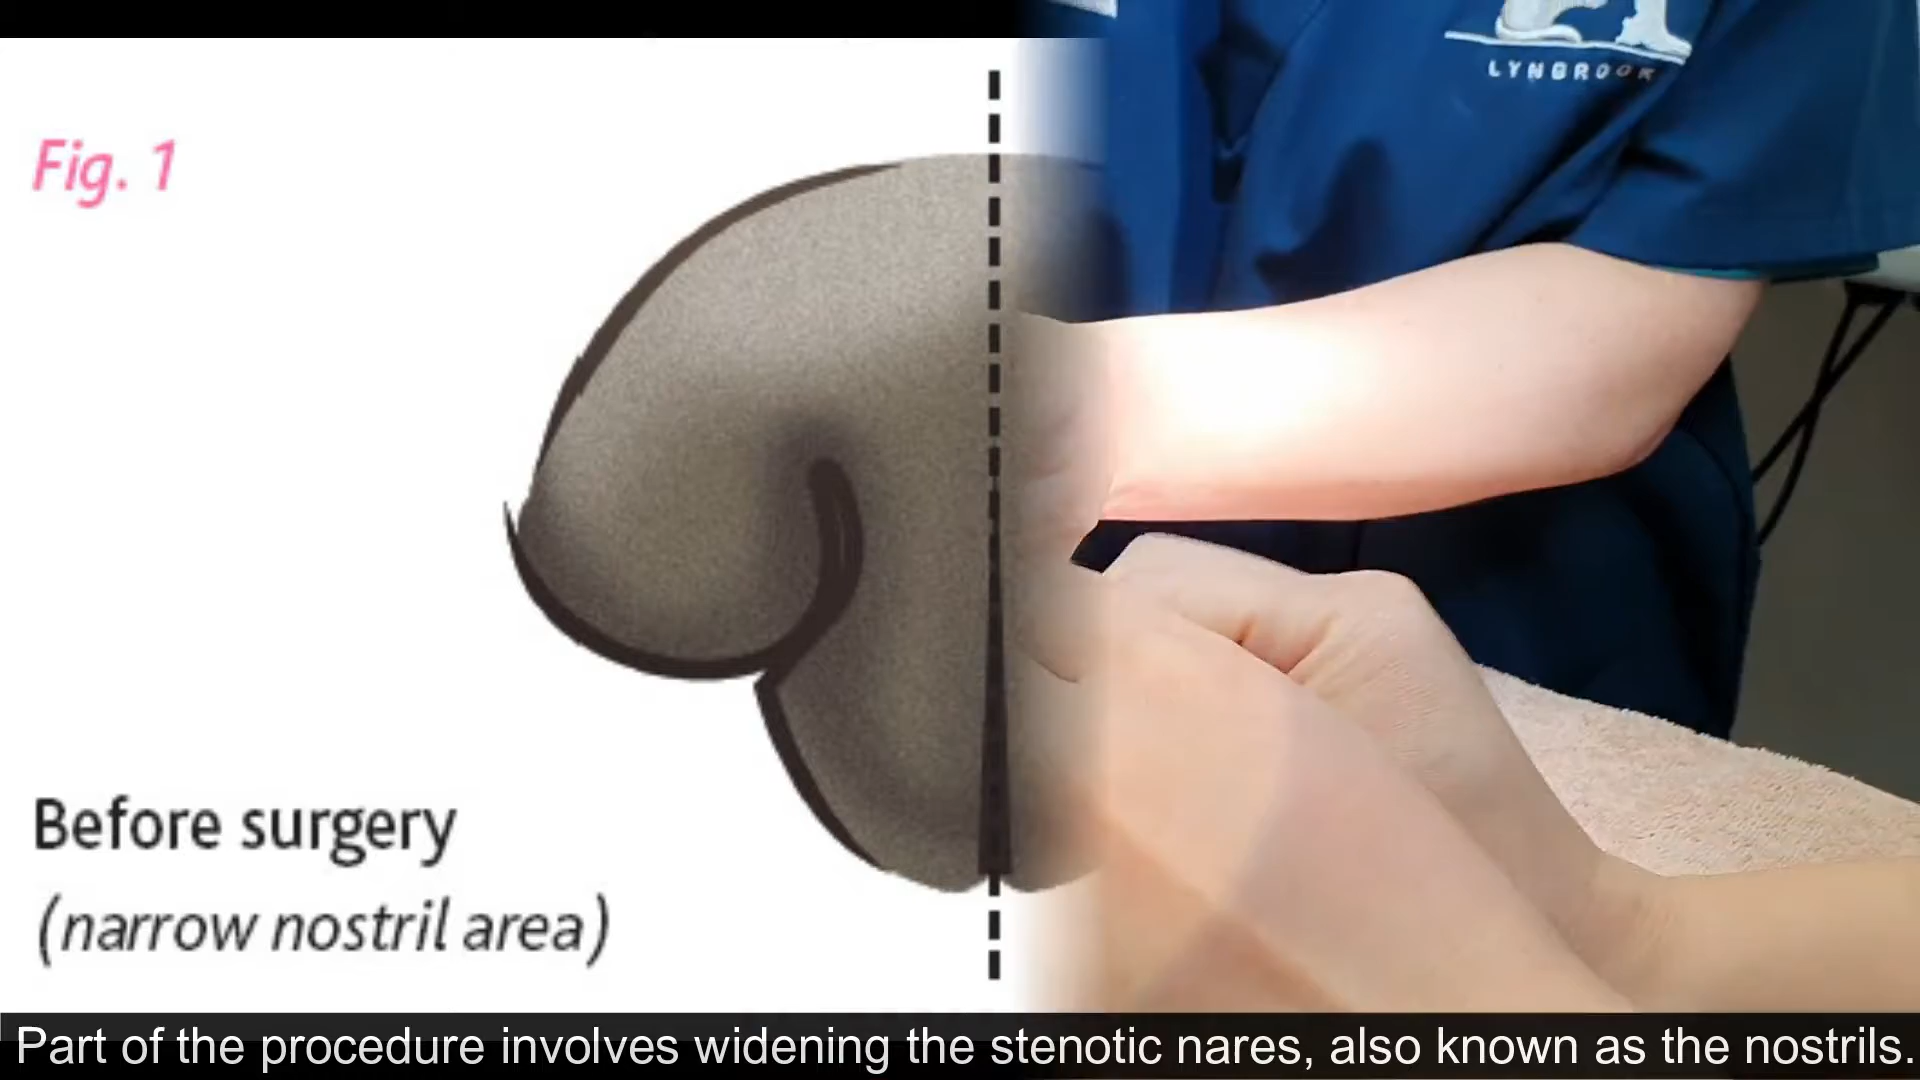 LYNBROOK
Fig. 1
Before surgery
(narrow nostril area)
Part of the procedure involves widening the stenotic nares, also known as the nostrils.